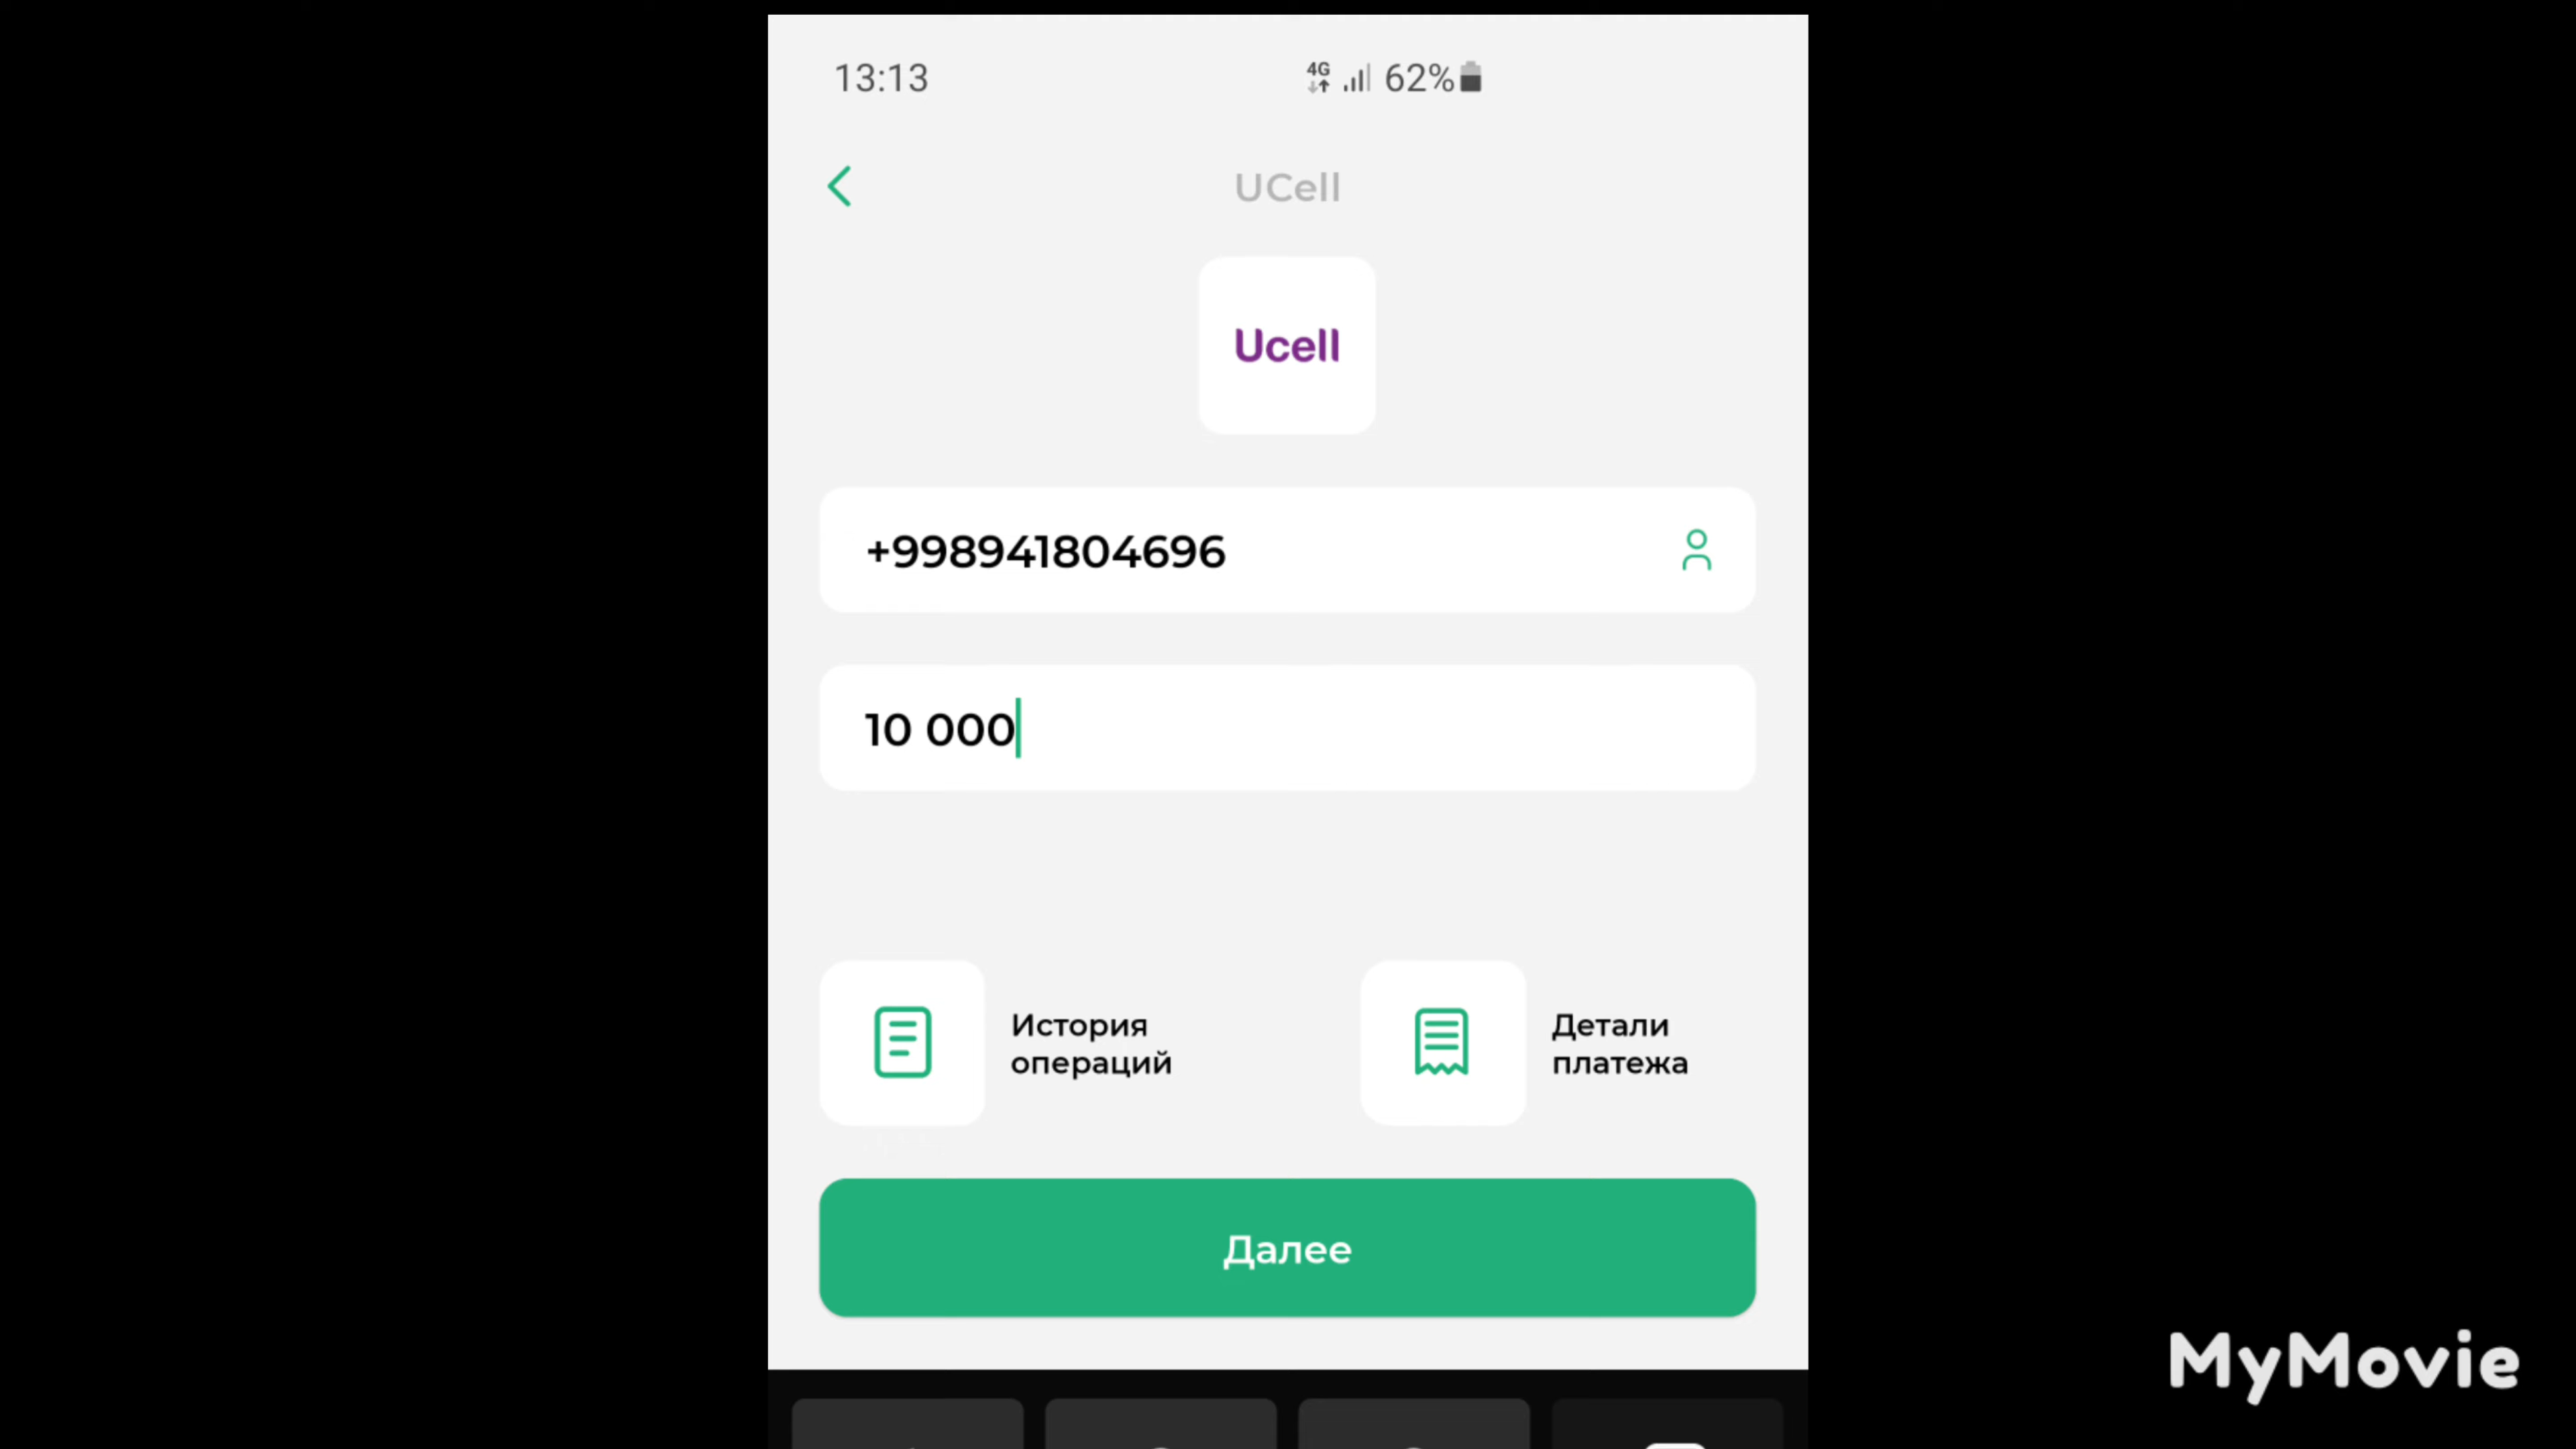 13:13
4G 62%
UCell
Ucell
+998941804696
10 000
История
операций
Детали
платежа
Далее
MyMovie